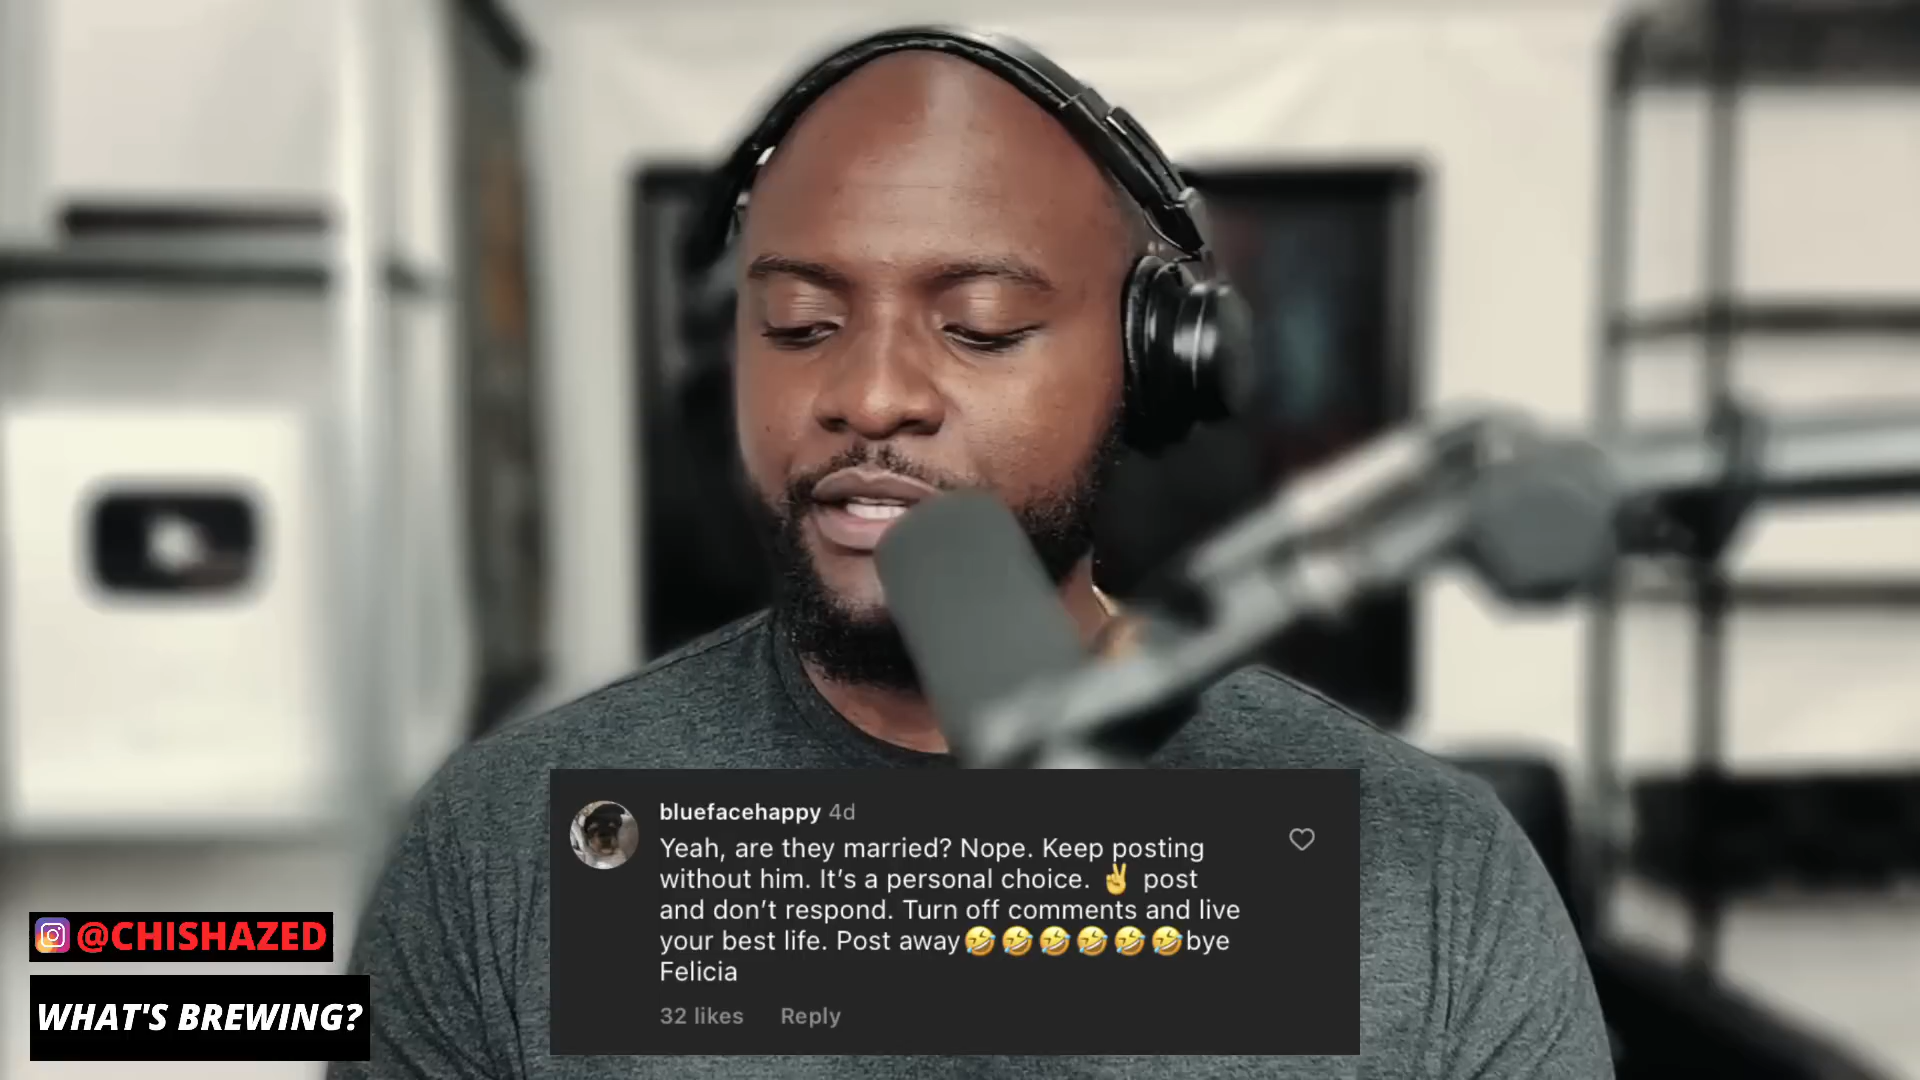 bluefacehappy 4d
Yeah, are they married? Nope. Keep posting
without him. It’s a personal choice. ✌️ post
and don’t respond. Turn off comments and live
your best life. Post away🤣🤣🤣🤣🤣🤣bye
Felicia
32 likes Reply
@CHISHAZED
WHAT'S BREWING?